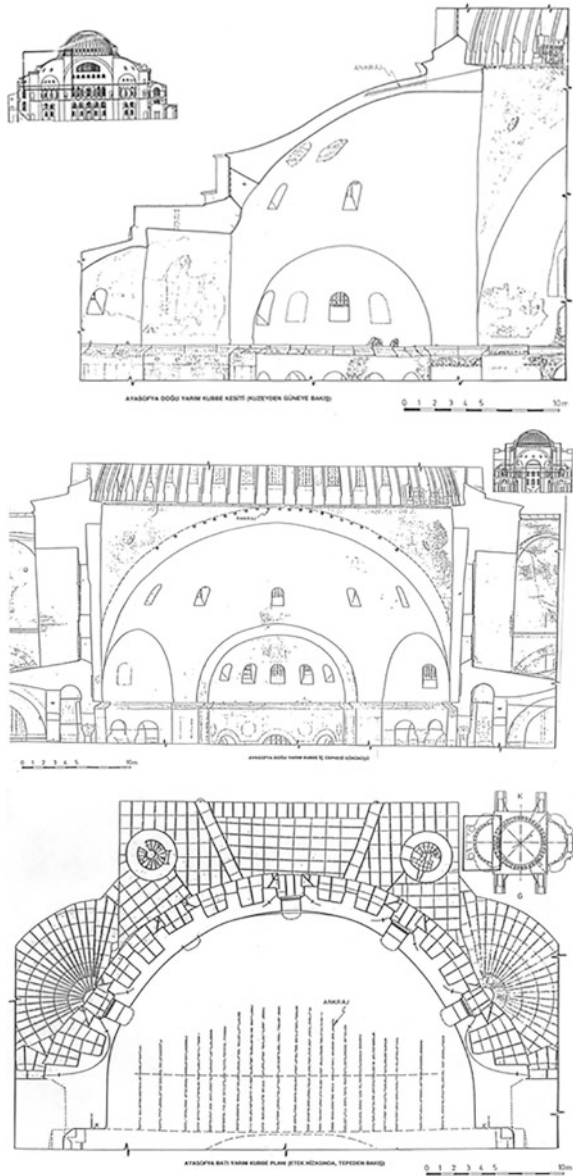 ANKRAJ
AYASOFYA DOĞU YARIM KUBBE KESİTİ (KUZEYDEN GÜNEYE BAKIŞ)
0 1 2 3 4 5 10m
ANKRAJ
0 1 2 3 4 5 10m
AYASOFYA DOĞU YARIM KUBBE İÇ CEPHESİ GÖRÜNÜŞÜ
K
G
ANKRAJ
AYASOFYA BATI YARIM KUBBE PLANI (ETEK HİZASINDA, TEPEDEN BAKIŞ)
0 1 2 3 4 5 10m